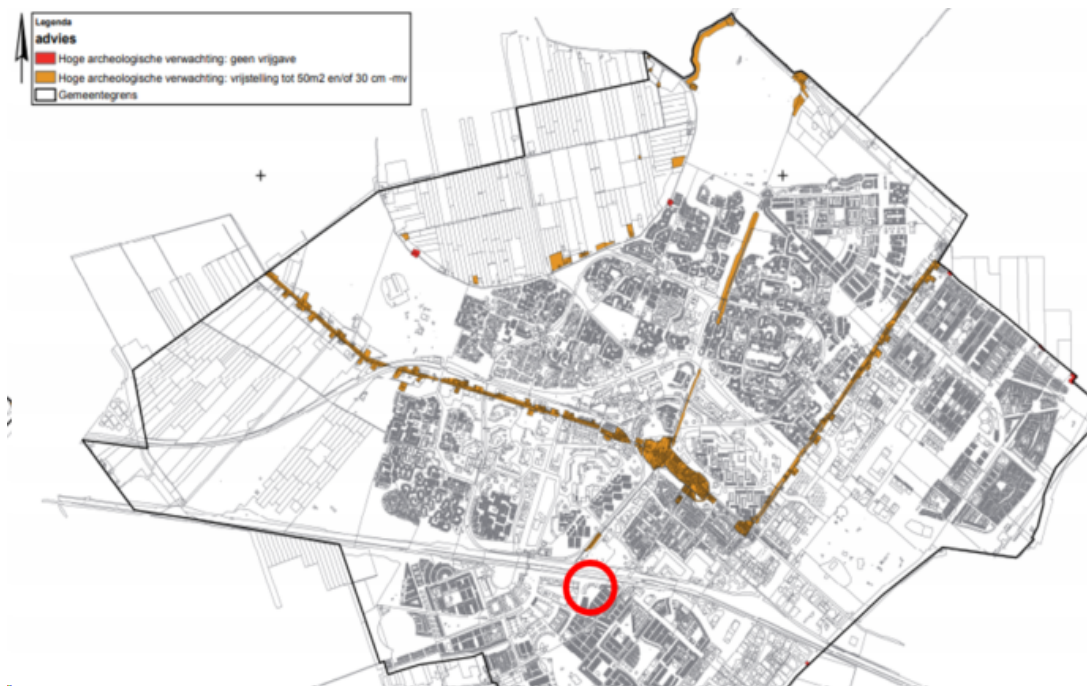 Legenda
advies
Hoge archeologische verwachting: geen vrijgave
Hoge archeologische verwachting: vrijstelling tot 50m2 en/of 30 cm -mv
Gemeentegrens